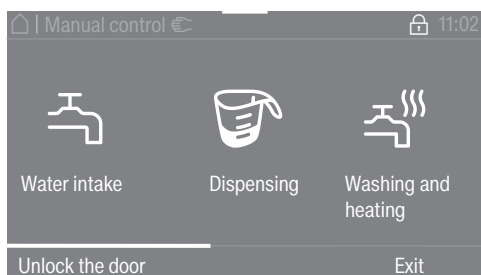 | Manual control 11:02
Water intake
Dispensing
Washing and
heating
Unlock the door
Exit